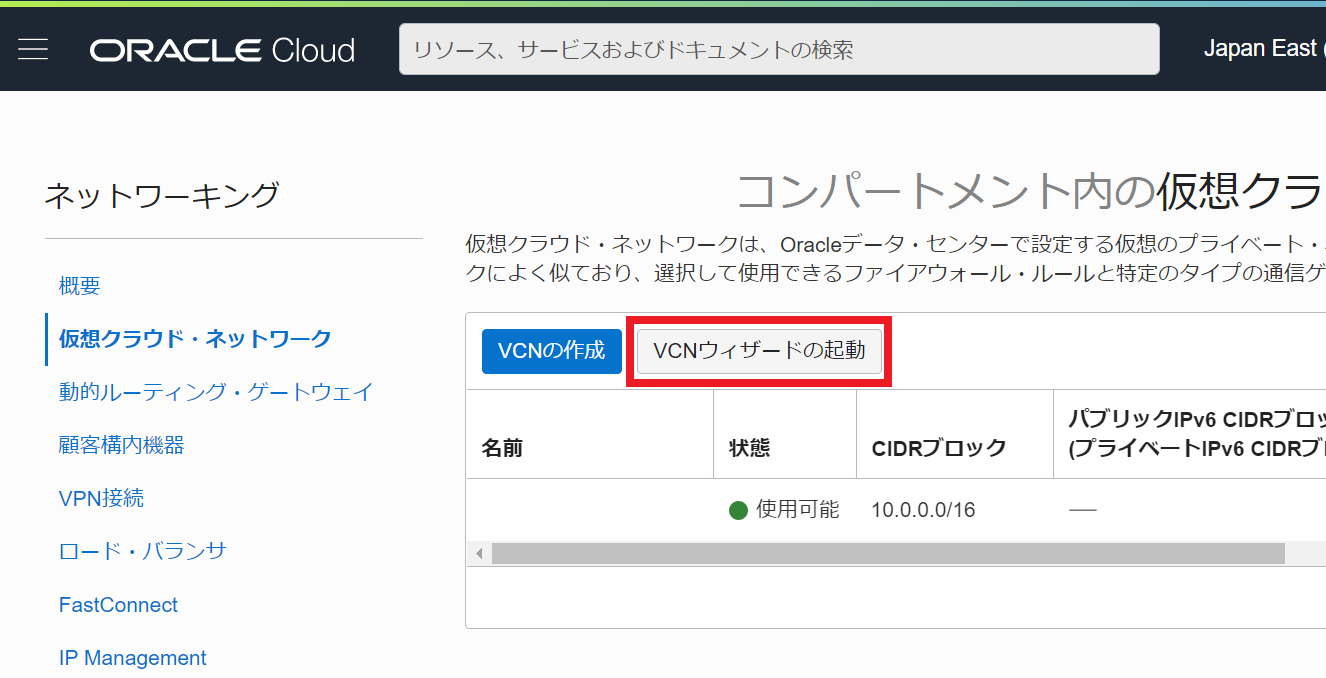 ORACLE Cloud
リソース、サービスおよびドキュメントの検索
Japan East (
ネットワーキング
概要
仮想クラウド・ネットワーク
動的ルーティング・ゲートウェイ
顧客構内機器
VPN接続
ロード・バランサ
FastConnect
IP Management
コンパートメント内の仮想クラ
仮想クラウド・ネットワークは、Oracleデータ・センターで設定する仮想のプライベート・
クによく似ており、選択して使用できるファイアウォール・ルールと特定のタイプの通信ゲ
VCNの作成
VCNウィザードの起動
名前
状態
CIDRブロック
パブリックIPv6 CIDRブロッ
(プライベートIPv6 CIDRブ
使用可能
10.0.0.0/16
—